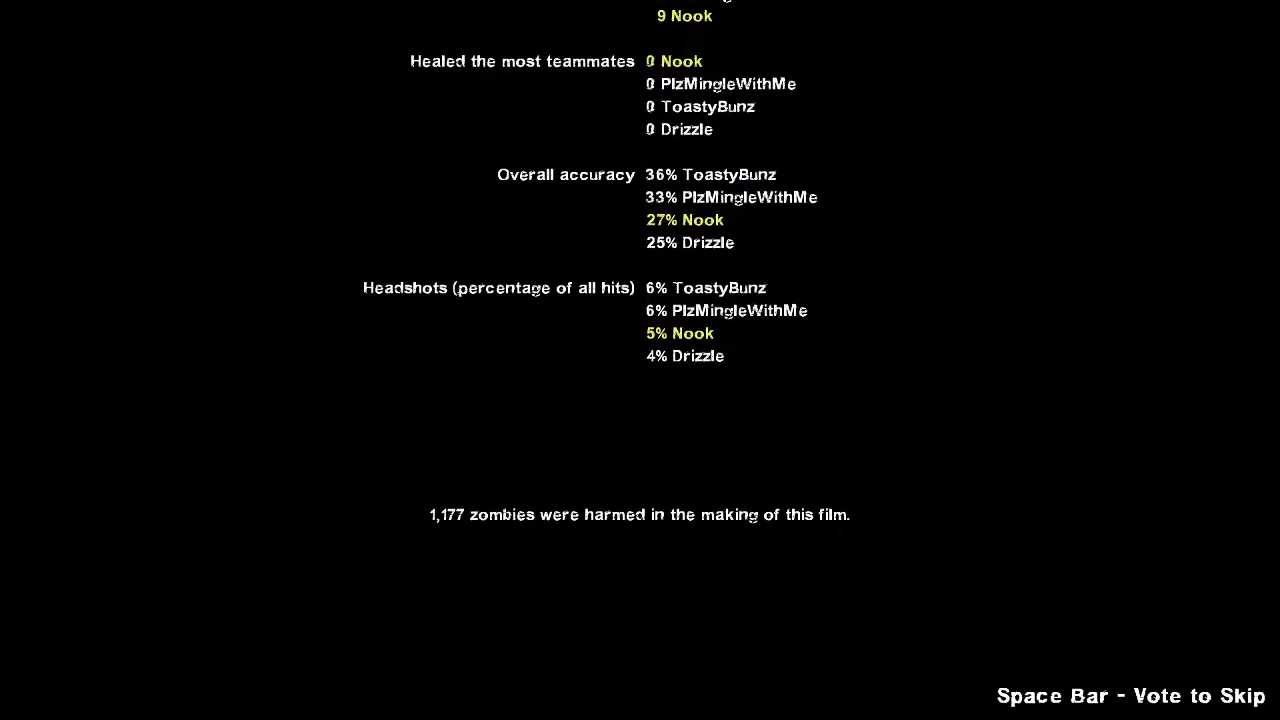 9 Nook
Healed the most teammates 0 Nook
0 PlzMingleWithMe
0 ToastyBunz
0 Drizzle
Overall accuracy 36% ToastyBunz
33% PlzMingleWithMe
27% Nook
25% Drizzle
Headshots (percentage of all hits) 6% ToastyBunz
6% PlzMingleWithMe
5% Nook
4% Drizzle
1,177 zombies were harmed in the making of this film.
Space Bar - Vote to Skip